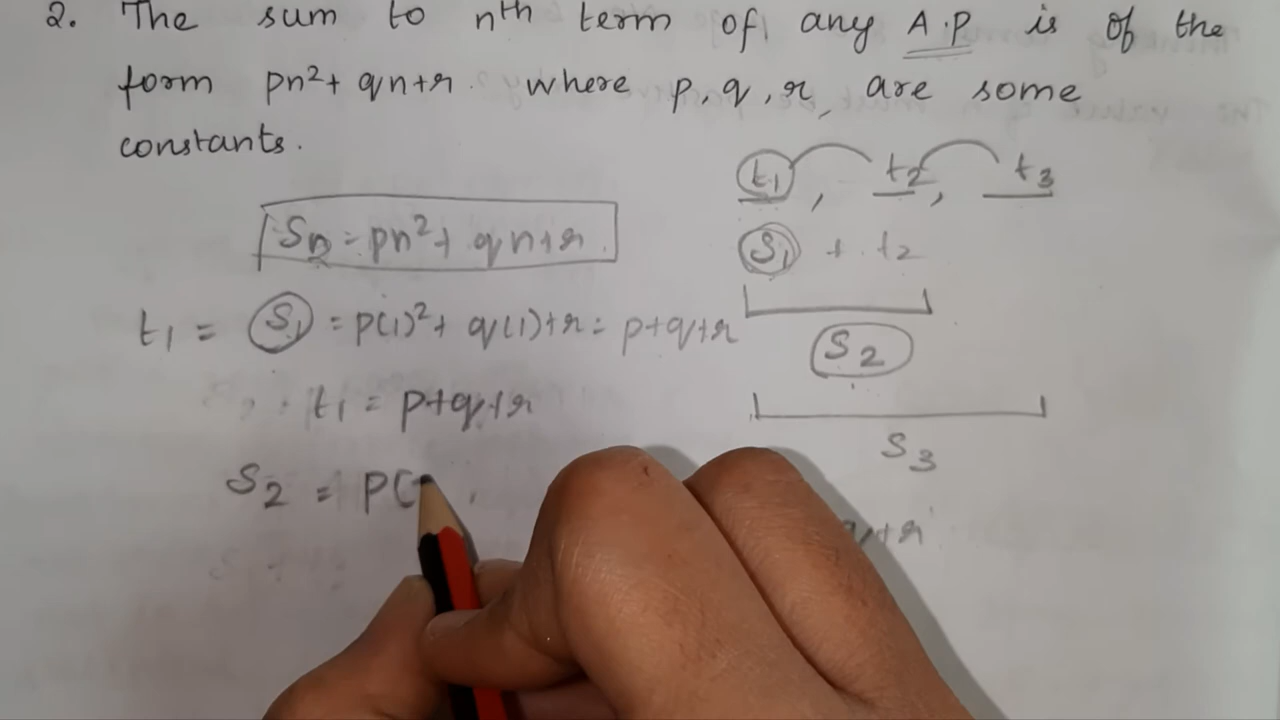 2. The sum to nth term of any A.P is of the
form pn²+ qn+r. where p, q, r, are some
constants.
t1, t2, t3
Sn = pn²+ qn+r
S1 + t2
t1 = S1 = p(1)²+ q(1)+r = p+q+r
S2
t1 = p+q+r
S3
S2 = P(
+r